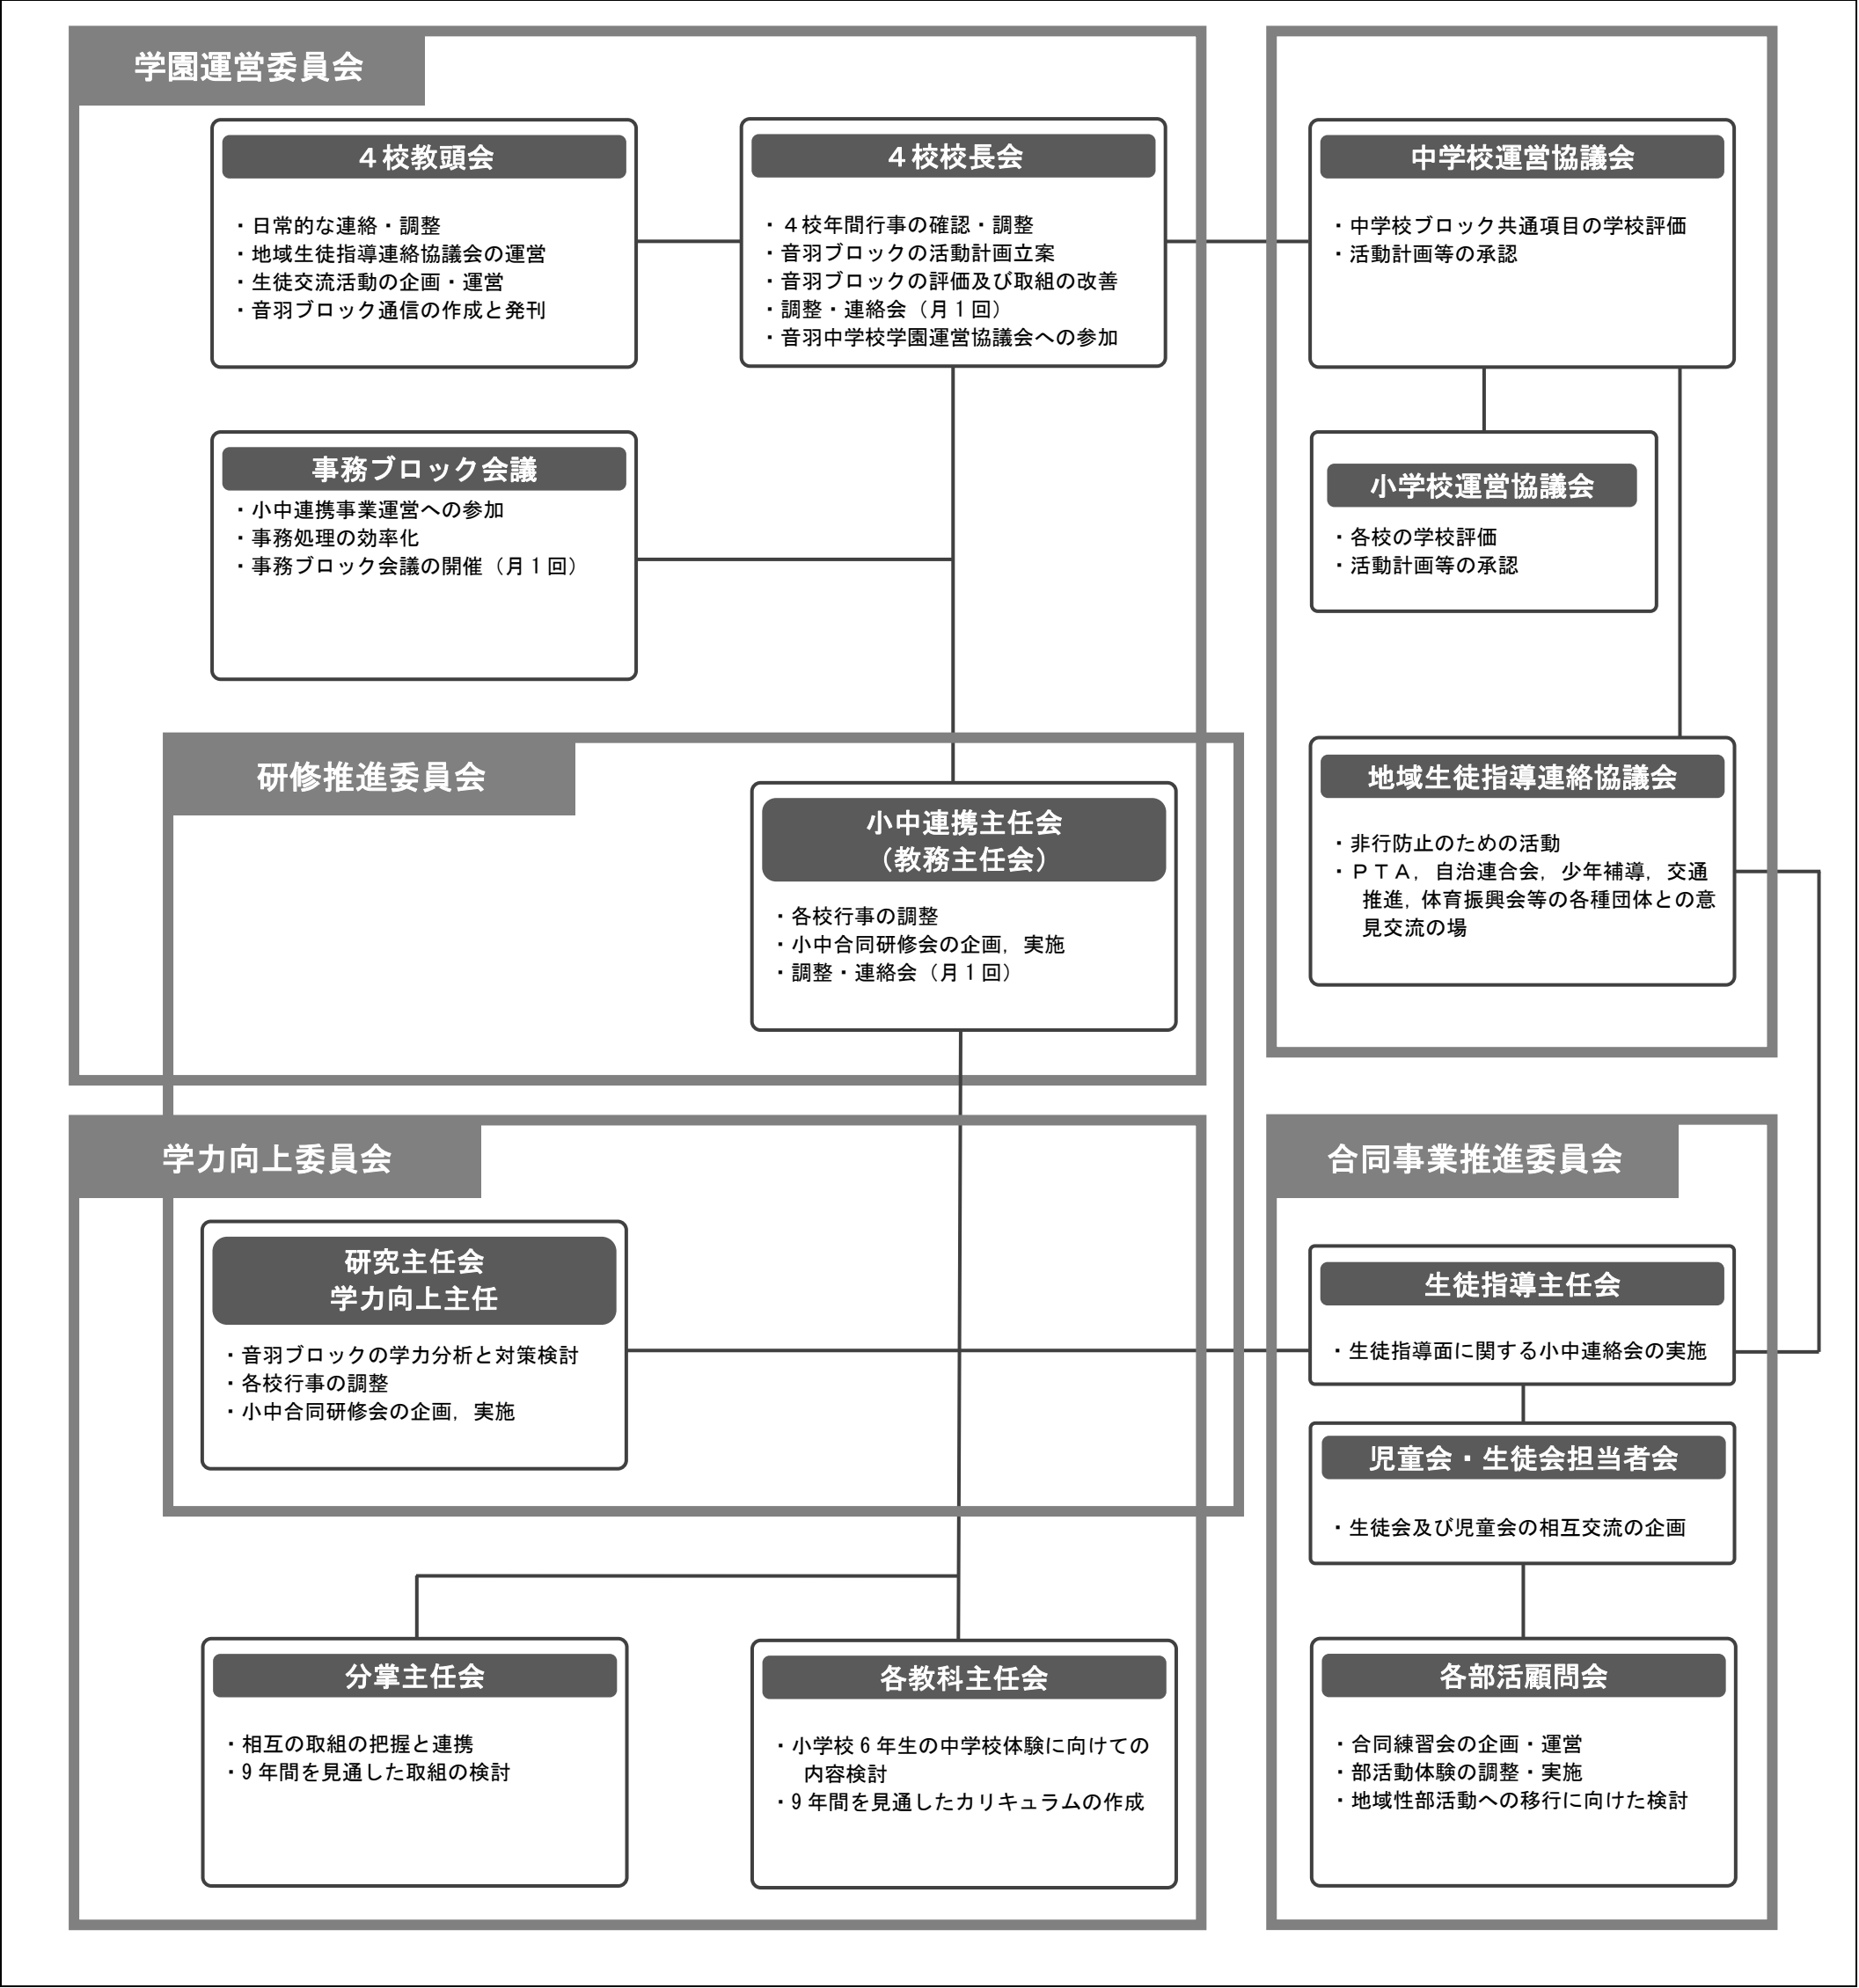 学園運営委員会
４校教頭会
・日常的な連絡・調整
・地域生徒指導連絡協議会の運営
・生徒交流活動の企画・運営
・音羽ブロック通信の作成と発刊
４校校長会
・４校年間行事の確認・調整
・音羽ブロックの活動計画立案
・音羽ブロックの評価及び取組の改善
・調整・連絡会（月１回）
・音羽中学校学園運営協議会への参加
中学校運営協議会
・中学校ブロック共通項目の学校評価
・活動計画等の承認
事務ブロック会議
・小中連携事業運営への参加
・事務処理の効率化
・事務ブロック会議の開催（月１回）
小学校運営協議会
・各校の学校評価
・活動計画等の承認
研修推進委員会
小中連携主任会
（教務主任会）
・各校行事の調整
・小中合同研修会の企画，実施
・調整・連絡会（月１回）
地域生徒指導連絡協議会
・非行防止のための活動
・ＰＴＡ，自治連合会，少年補導，交通
推進，体育振興会等の各種団体との意
見交流の場
学力向上委員会
研究主任会
学力向上主任
・音羽ブロックの学力分析と対策検討
・各校行事の調整
・小中合同研修会の企画，実施
合同事業推進委員会
生徒指導主任会
・生徒指導面に関する小中連絡会の実施
児童会・生徒会担当者会
・生徒会及び児童会の相互交流の企画
分掌主任会
・相互の取組の把握と連携
・9年間を見通した取組の検討
各教科主任会
・小学校６年生の中学校体験に向けての
内容検討
・9年間を見通したカリキュラムの作成
各部活顧問会
・合同練習会の企画・運営
・部活動体験の調整・実施
・地域性部活動への移行に向けた検討